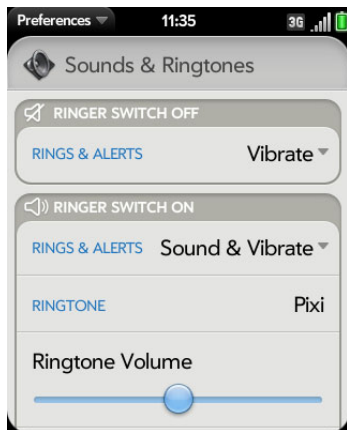 Preferences 11:35 3G
Sounds & Ringtones
RINGER SWITCH OFF
RINGS & ALERTS Vibrate
RINGER SWITCH ON
RINGS & ALERTS Sound & Vibrate
RINGTONE Pixi
Ringtone Volume